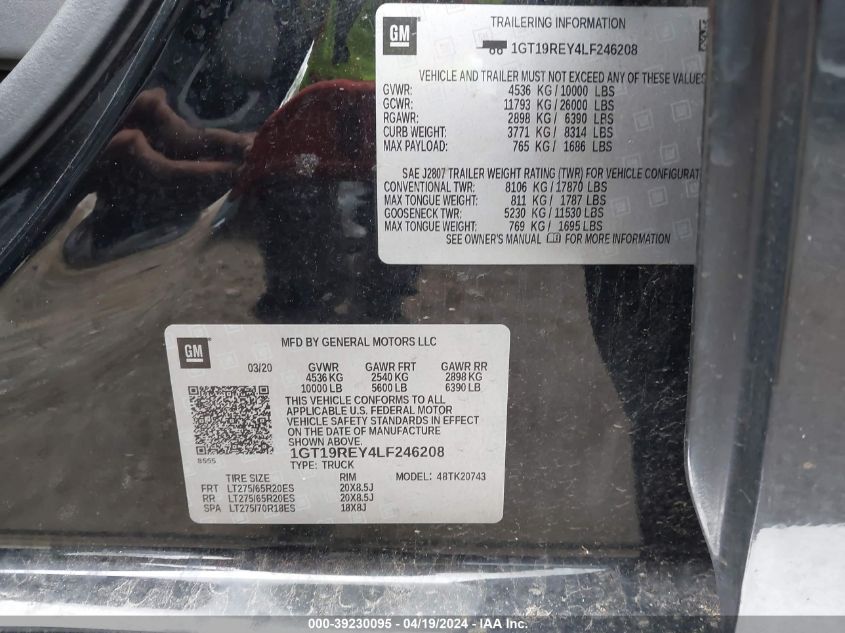 GM
TRAILERING INFORMATION
1GT19REY4LF246208
VEHICLE AND TRAILER MUST NOT EXCEED ANY OF THESE VALUES
GVWR: 4536 KG / 10000 LBS
GCWR: 11793 KG / 26000 LBS
RGAWR: 2898 KG / 6390 LBS
CURB WEIGHT: 3771 KG / 8314 LBS
MAX PAYLOAD: 765 KG / 1686 LBS
SAE J2807 TRAILER WEIGHT RATING (TWR) FOR VEHICLE CONFIGURAT
CONVENTIONAL TWR: 8106 KG / 17870 LBS
MAX TONGUE WEIGHT: 811 KG / 1787 LBS
GOOSENECK TWR: 5230 KG / 11530 LBS
MAX TONGUE WEIGHT: 769 KG / 1695 LBS
SEE OWNER'S MANUAL FOR MORE INFORMATION
GM
MFD BY GENERAL MOTORS LLC
03/20 GVWR GAWR FRT GAWR RR
4536 KG 2540 KG 2898 KG
10000 LB 5600 LB 6390 LB
THIS VEHICLE CONFORMS TO ALL
APPLICABLE U.S. FEDERAL MOTOR
VEHICLE SAFETY STANDARDS IN EFFECT
ON THE DATE OF MANUFACTURE
SHOWN ABOVE.
1GT19REY4LF246208
8555
TYPE: TRUCK
TIRE SIZE RIM MODEL: 48TK20743
FRT LT275/65R20ES 20X8.5J
RR LT275/65R20ES 20X8.5J
SPA LT275/70R18ES 18X8J
000-39230095 - 04/19/2024 - IAA Inc.